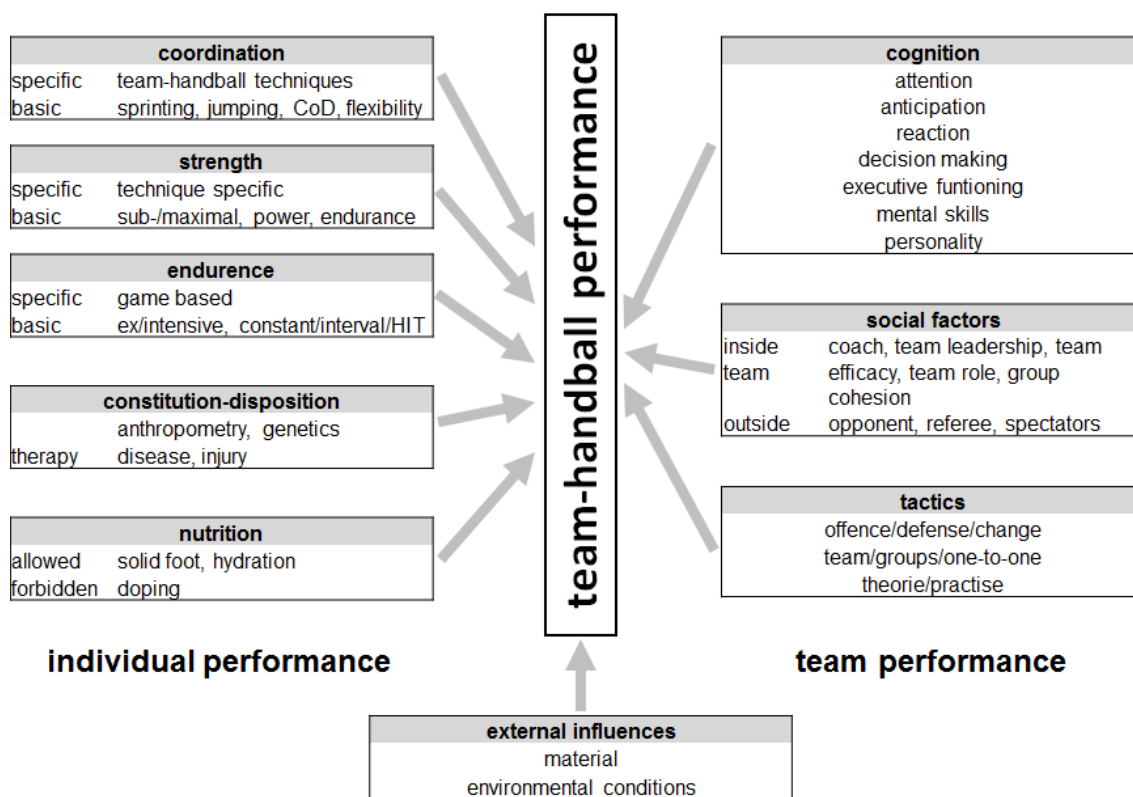 coordination
specific team-handball techniques
basic sprinting, jumping, CoD, flexibility
strength
specific technique specific
basic sub-/maximal, power, endurance
endurence
specific game based
basic ex/intensive, constant/interval/HIT
constitution-disposition
anthropometry, genetics
therapy disease, injury
nutrition
allowed solid foot, hydration
forbidden doping
individual performance
team-handball performance
cognition
attention
anticipation
reaction
decision making
executive funtioning
mental skills
personality
social factors
inside coach, team leadership, team
team efficacy, team role, group
cohesion
outside opponent, referee, spectators
tactics
offence/defense/change
team/groups/one-to-one
theorie/practise
team performance
external influences
material
environmental conditions